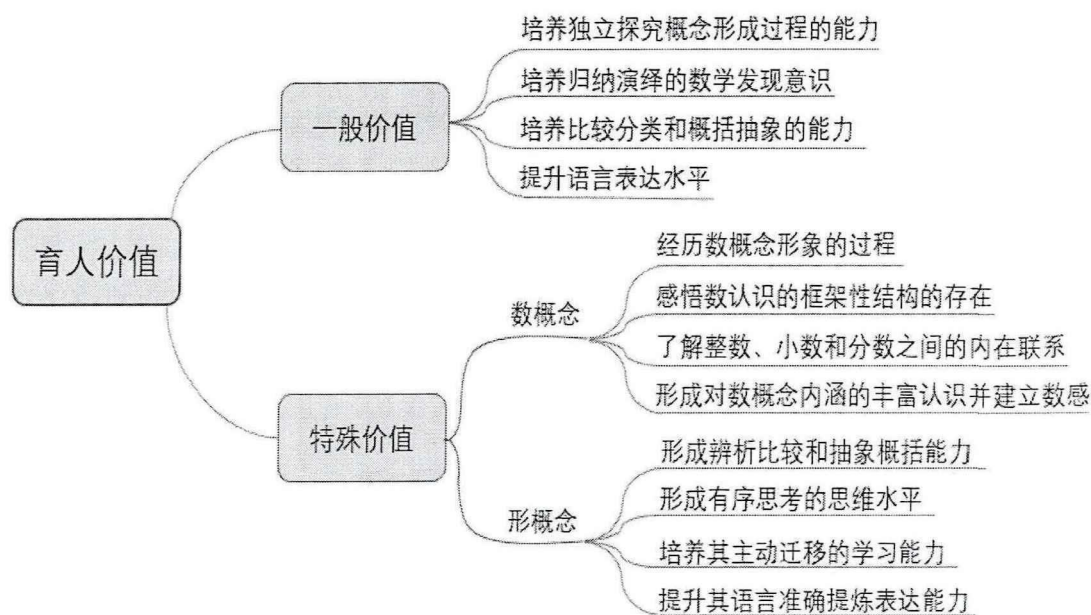 育人价值
一般价值
培养独立探究概念形成过程的能力
培养归纳演绎的数学发现意识
培养比较分类和概括抽象的能力
提升语言表达水平
特殊价值
数概念
经历数概念形象的过程
感悟数认识的框架性结构的存在
了解整数、小数和分数之间的内在联系
形成对数概念内涵的丰富认识并建立数感
形概念
形成辨析比较和抽象概括能力
形成有序思考的思维水平
培养其主动迁移的学习能力
提升其语言准确提炼表达能力